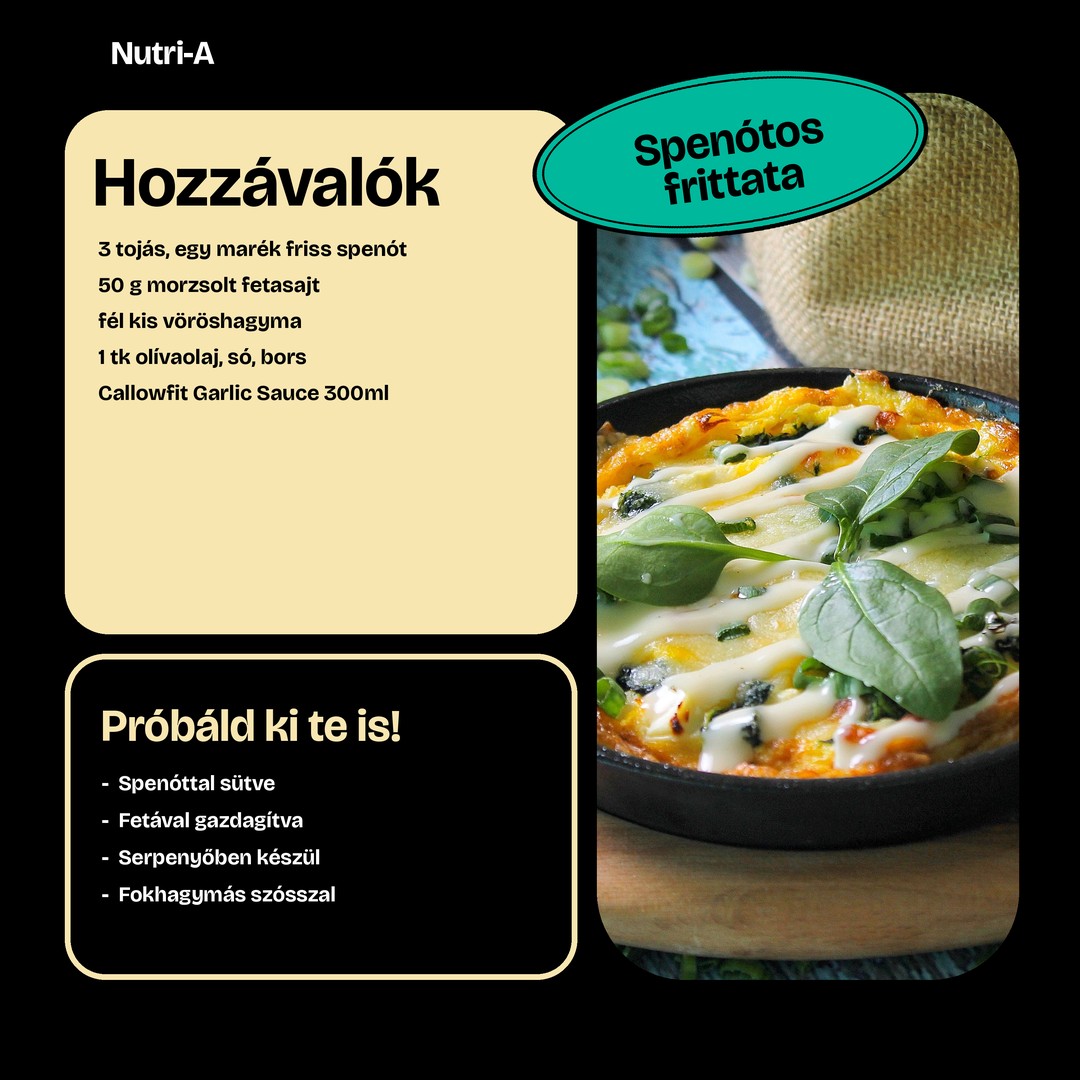 Nutri-A
Hozzávalók
3 tojás, egy marék friss spenót
50 g morzsolt fetasajt
fél kis vöröshagyma
1 tk olívaolaj, só, bors
Callowfit Garlic Sauce 300ml
Spenótos
frittata
Próbáld ki te is!
- Spenóttal sütve
- Fetával gazdagítva
- Serpenyőben készül
- Fokhagymás szósszal